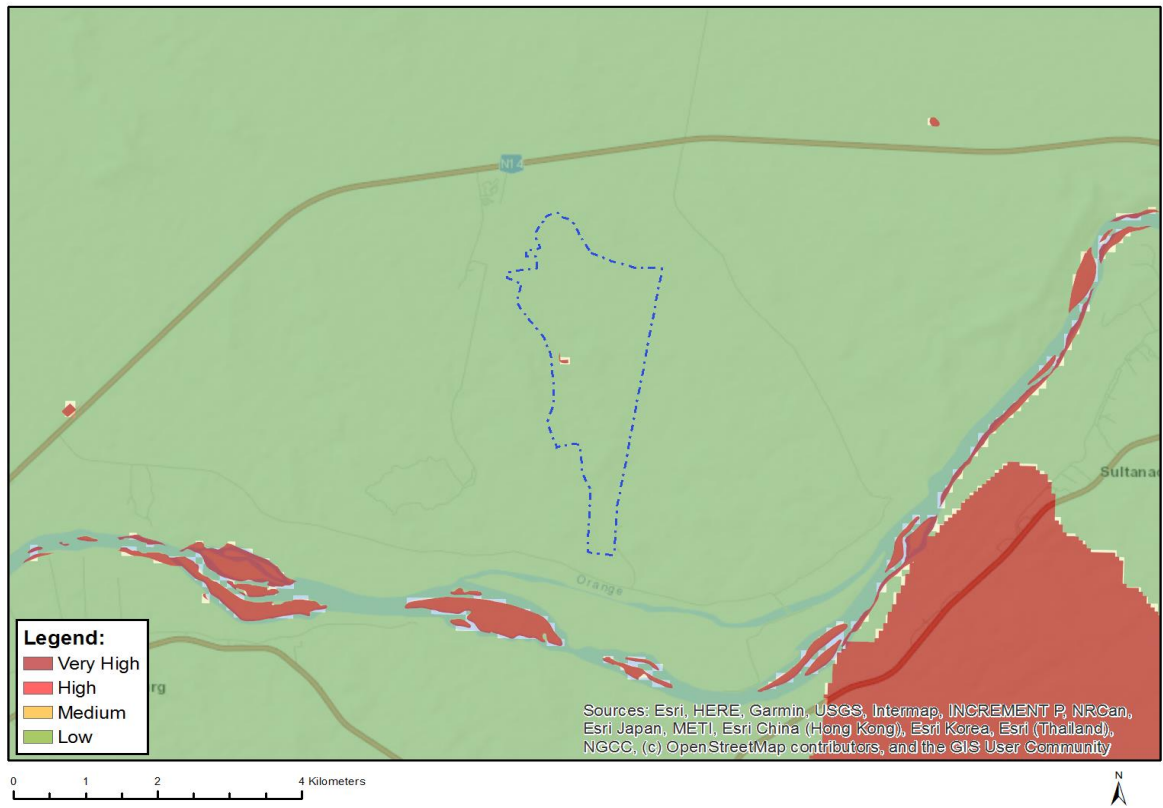 N14
Sultana
Orange
Legend:
Very High
High
Medium
Low
rg
Sources: Esri, HERE, Garmin, USGS, Intermap, INCREMENT P, NRCan,
Esri Japan, METI, Esri China (Hong Kong), Esri Korea, Esri (Thailand),
NGCC, (c) OpenStreetMap contributors, and the GIS User Community
0 1 2 4 Kilometers
N